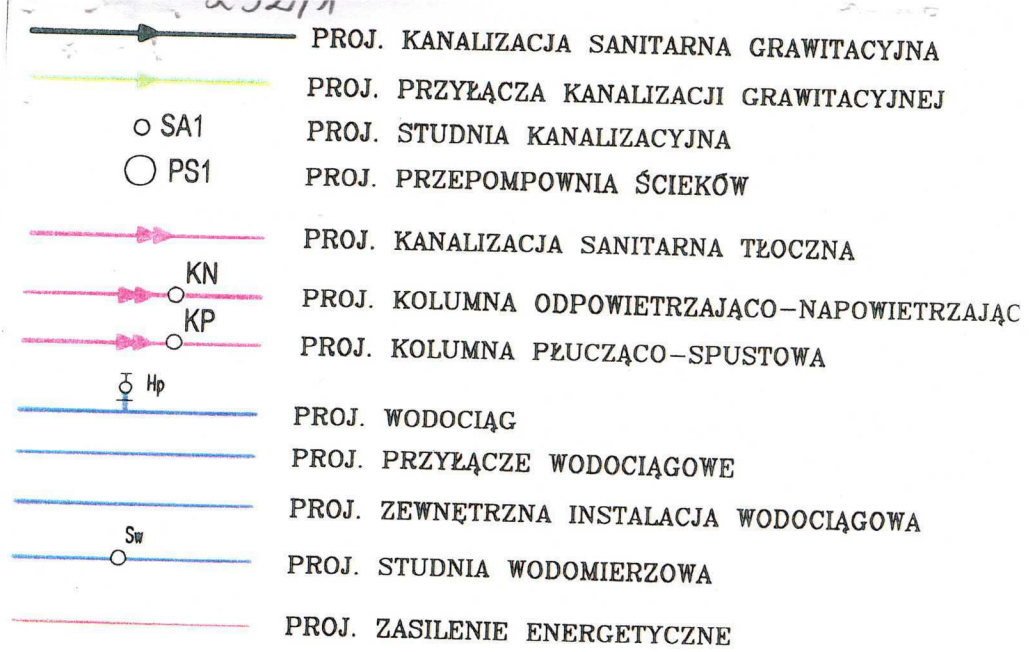 PROJ. KANALIZACJA SANITARNA GRAWITACYJNA
PROJ. PRZYŁĄCZA KANALIZACJI GRAWITACYJNEJ
SA1 PROJ. STUDNIA KANALIZACYJNA
PS1 PROJ. PRZEPOMPOWNIA ŚCIEKÓW
PROJ. KANALIZACJA SANITARNA TŁOCZNA
KN PROJ. KOLUMNA ODPOWIETRZAJĄCO-NAPOWIETRZAJĄC
KP PROJ. KOLUMNA PŁUCZĄCO-SPUSTOWA
Hp PROJ. WODOCIĄG
PROJ. PRZYŁĄCZE WODOCIĄGOWE
PROJ. ZEWNĘTRZNA INSTALACJA WODOCIĄGOWA
Sw PROJ. STUDNIA WODOMIERZOWA
PROJ. ZASILENIE ENERGETYCZNE